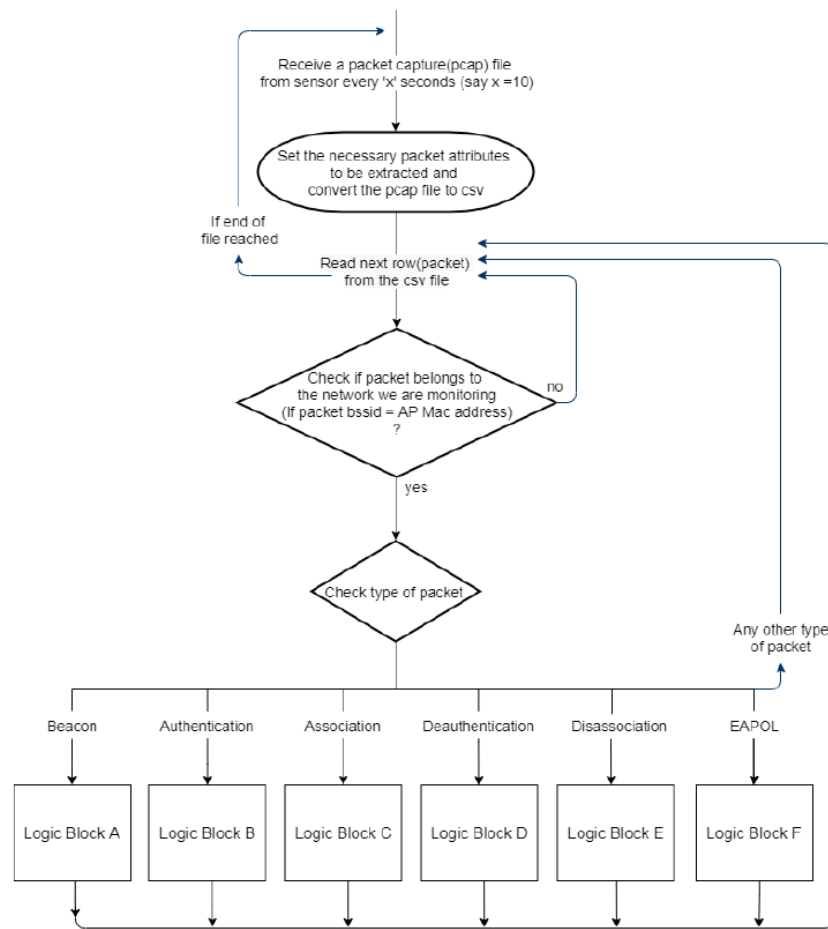 Receive a packet capture(pcap) file
from sensor every 'x' seconds (say x =10)
Set the necessary packet attributes
to be extracted and
convert the pcap file to csv
If end of
file reached
Read next row(packet)
from the csv file
Check if packet belongs to
the network we are monitoring
(If packet bssid = AP Mac address)
?
no
yes
Check type of packet
Any other type
of packet
Beacon
Authentication
Association
Deauthentication
Disassociation
EAPOL
Logic Block A
Logic Block B
Logic Block C
Logic Block D
Logic Block E
Logic Block F